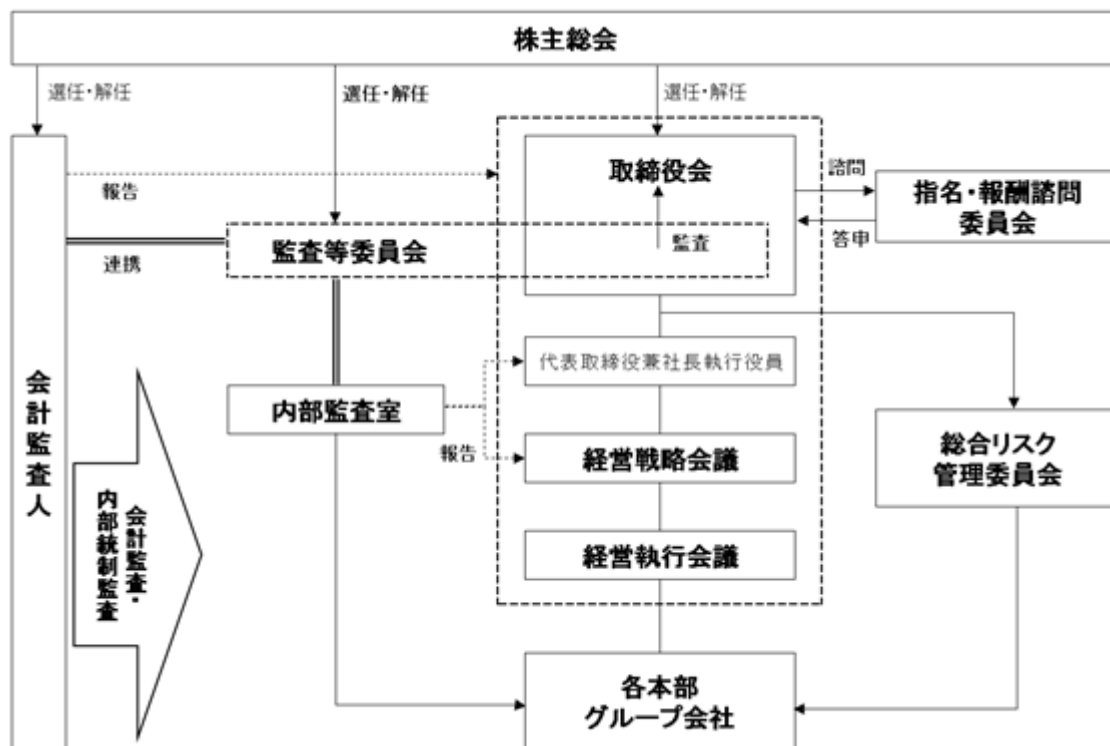 株主総会
選任・解任
選任・解任
選任・解任
取締役会
諮問
指名・報酬諮問
委員会
報告
答申
監査等委員会
監査
連携
代表取締役兼社長執行役員
会計監査人
内部監査室
報告
経営戦略会議
総合リスク
管理委員会
会計監査・
内部統制監査
経営執行会議
各本部
グループ会社